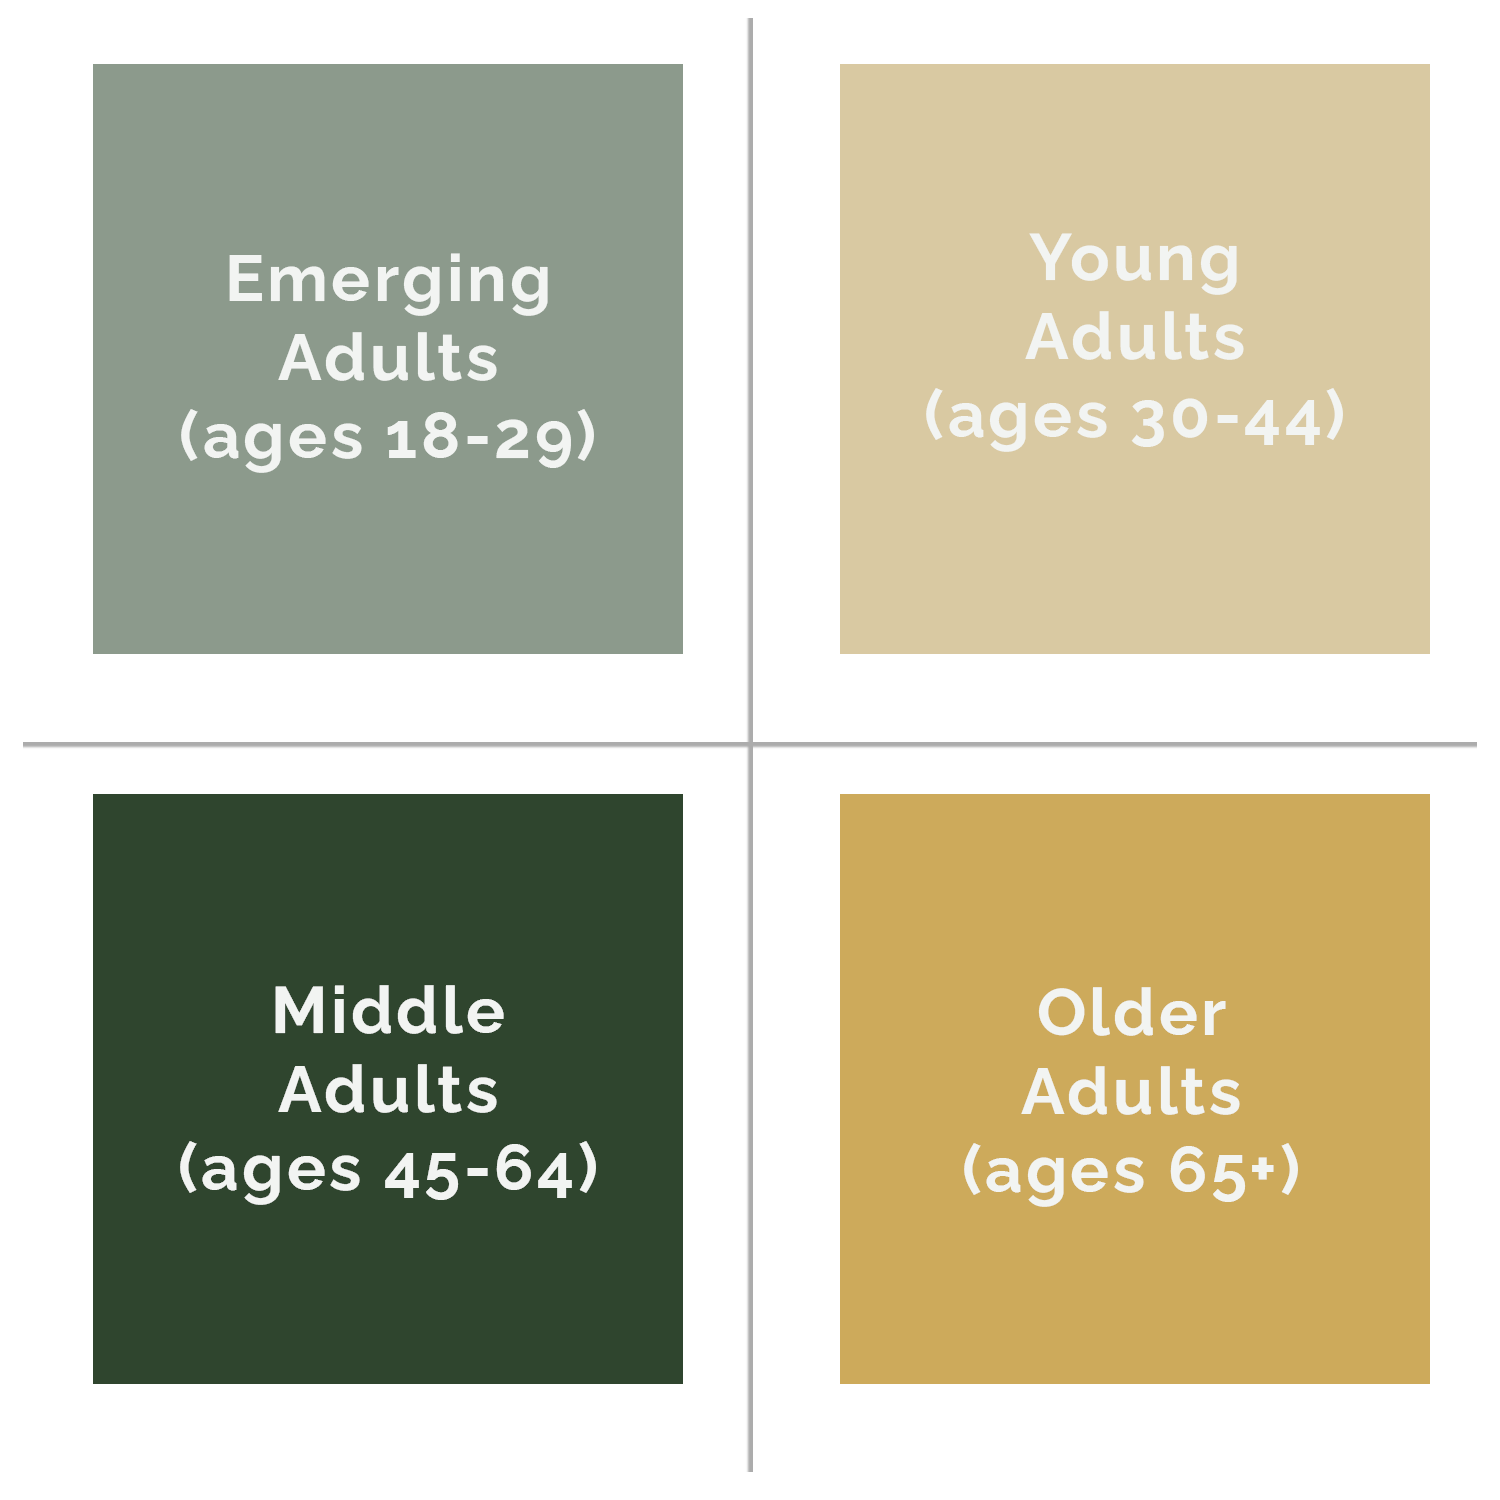 Emerging
Adults
(ages 18-29)
Young
Adults
(ages 30-44)
Middle
Adults
(ages 45-64)
Older
Adults
(ages 65+)